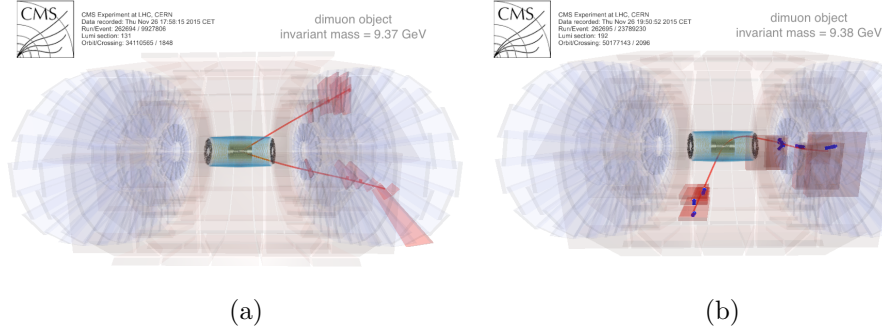 CMS
CMS Experiment at LHC, CERN
Data recorded: Thu Nov 26 17:58:15 2015 CET
Run/Event: 262694 / 9927806
Lumi section: 131
Orbit/Crossing: 34110565 / 1848
dimuon object
invariant mass = 9.37 GeV
(a)
CMS
CMS Experiment at LHC, CERN
Data recorded: Thu Nov 26 19:50:52 2015 CET
Run/Event: 262695 / 23789230
Lumi section: 192
Orbit/Crossing: 50177143 / 2096
dimuon object
invariant mass = 9.38 GeV
(b)